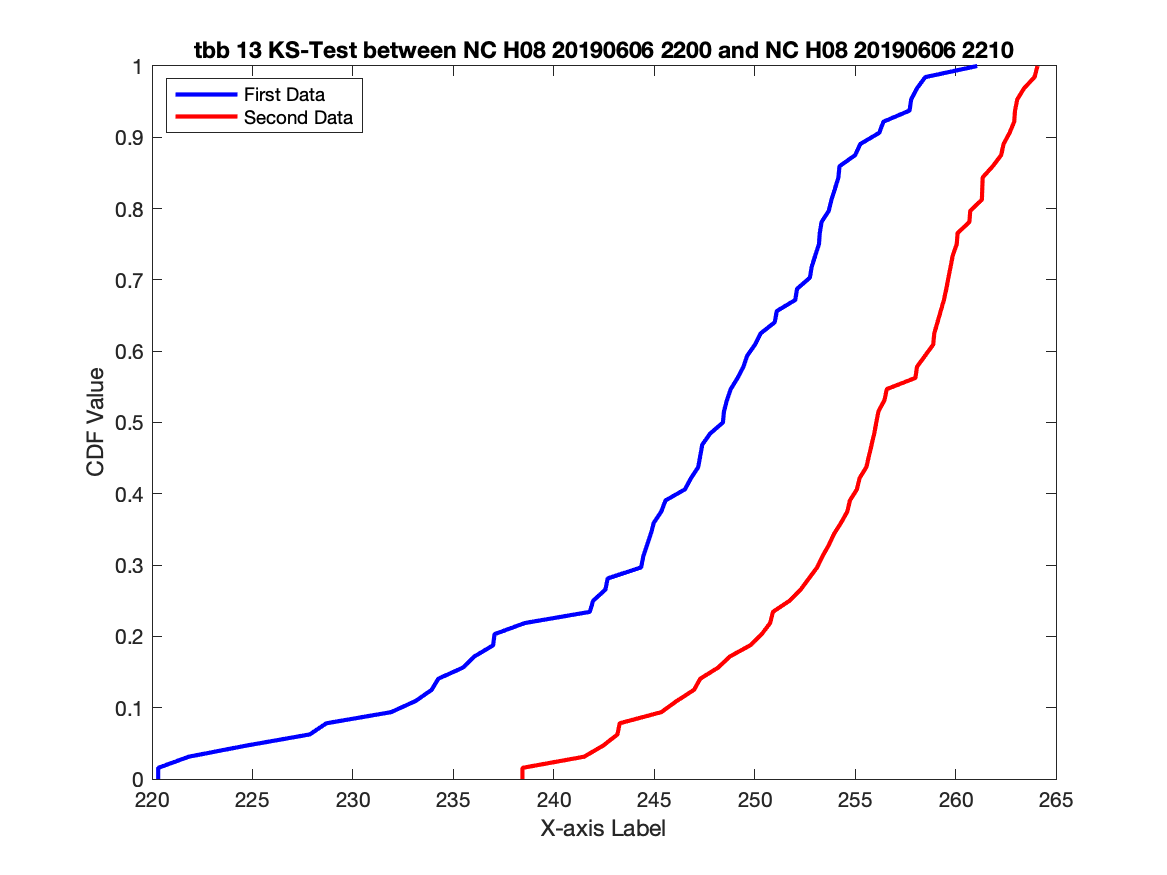 tbb 13 KS-Test between NC H08 20190606 2200 and NC H08 20190606 2210
First Data
Second Data
1
0.9
0.8
0.7
0.6
0.5
0.4
0.3
0.2
0.1
0
CDF Value
220 225 230 235 240 245 250 255 260 265
X-axis Label